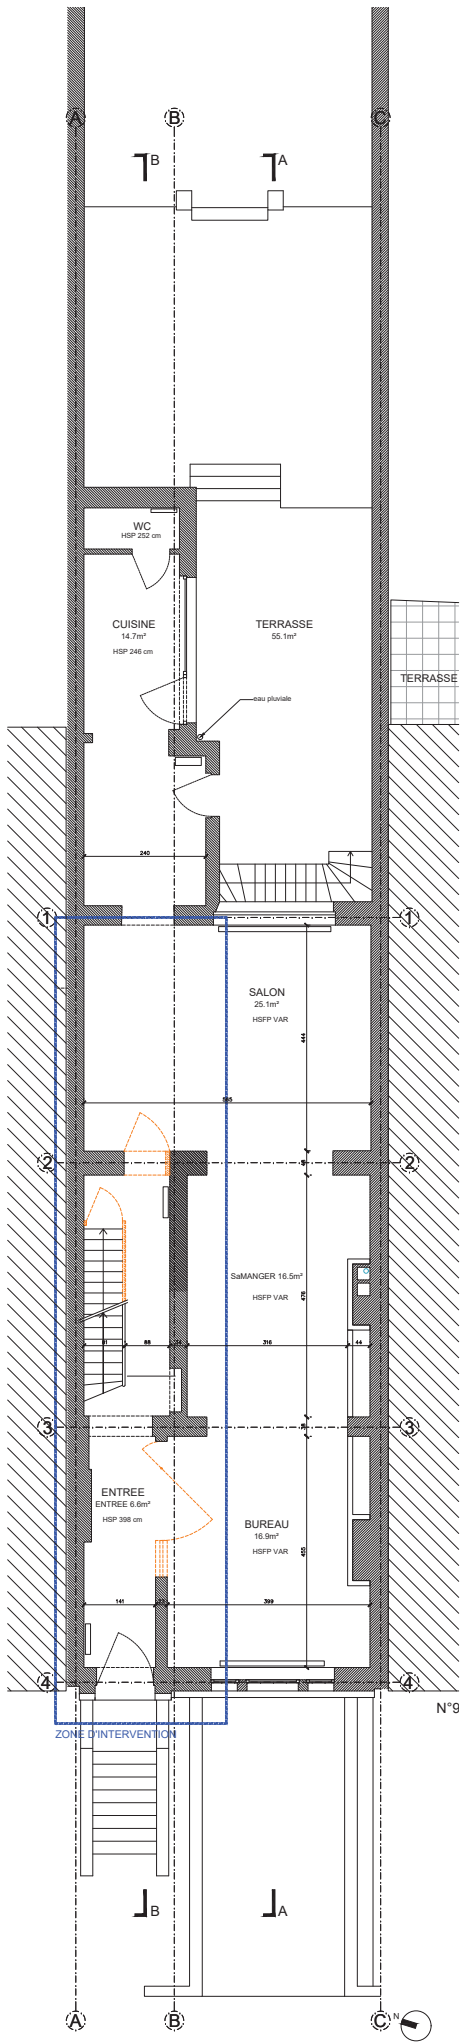 A
B
C
B
A
WC
HSP 252 cm
CUISINE
14.7m²
HSP 246 cm
TERRASSE
55.1m²
TERRASSE
eau pluviale
240
1
1
SALON
25.1m²
HSFP VAR
444
565
2
2
SaMANGER 16.5m²
HSFP VAR
476
88
316
44
3
3
ENTREE
ENTREE 6.6m²
HSP 398 cm
BUREAU
16.9m²
HSFP VAR
455
141
399
4
4
N°9
ZONE D'INTERVENTION
B
A
A
B
C
N